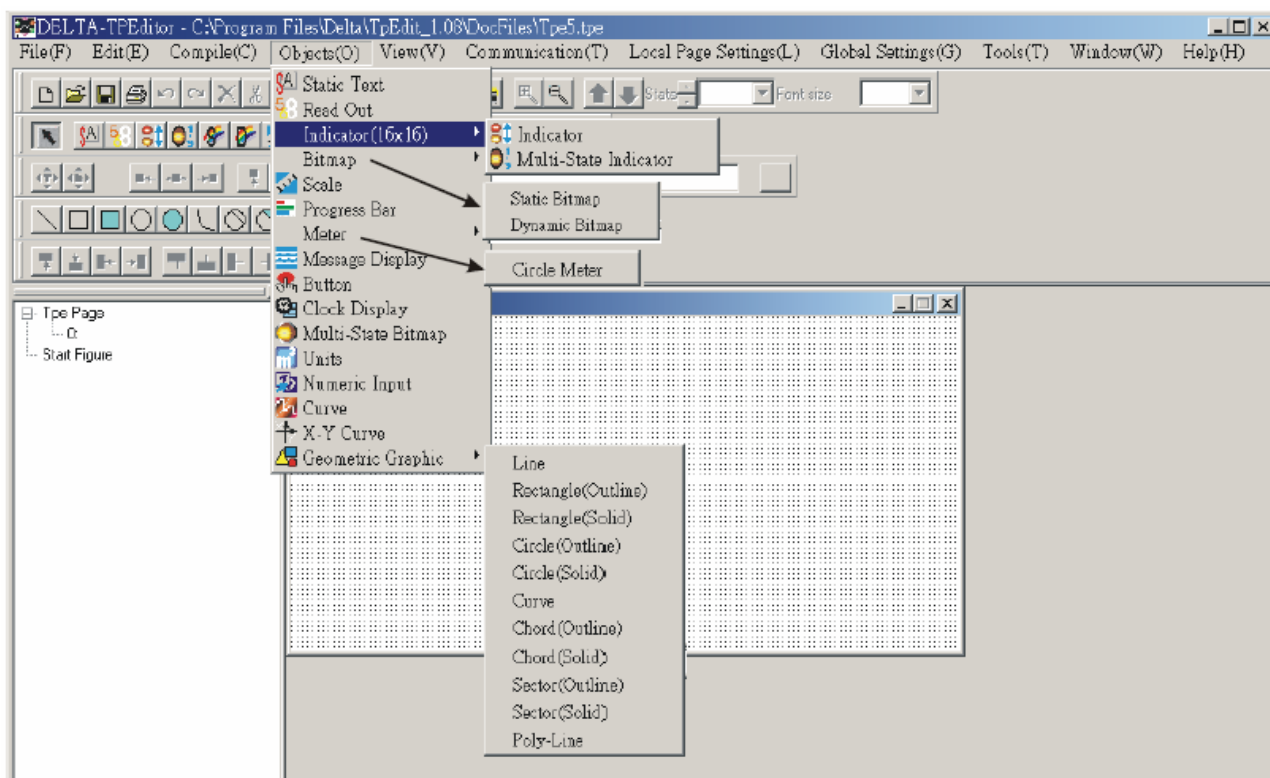 DELTA-TPEditor - C:\Program Files\Delta\TpEdit_1.08\DocFiles\Tpe5.tpe
File(F) Edit(E) Compile(C) Objects(O) View(V) Communication(T) Local Page Settings(L) Global Settings(G) Tools(T) Window(W) Help(H)
State Font size
Static Text
Read Out
Indicator(16x16)
Bitmap
Scale
Progress Bar
Meter
Message Display
Button
Clock Display
Multi-State Bitmap
Units
Numeric Input
Curve
X-Y Curve
Geometric Graphic
Indicator
Multi-State Indicator
Static Bitmap
Dynamic Bitmap
Circle Meter
Line
Rectangle(Outline)
Rectangle(Solid)
Circle(Outline)
Circle(Solid)
Curve
Chord(Outline)
Chord(Solid)
Sector(Outline)
Sector(Solid)
Poly-Line
Tpe Page
Start Figure